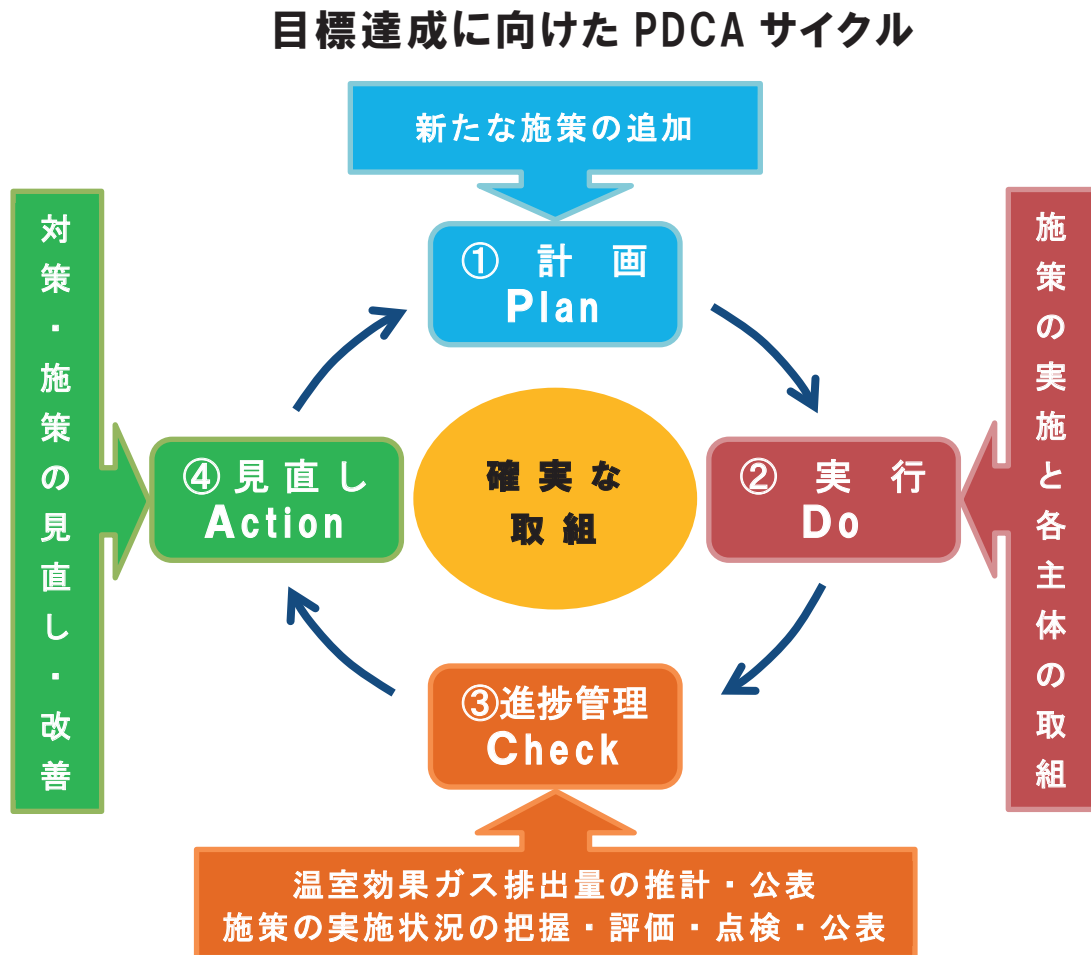 目標達成に向けた PDCA サイクル
新たな施策の追加
①　計　画
Plan
施策の実施と各主体の取組
②　実　行
Do
確実な
取組
④見直し
Action
対策・施策の見直し・改善
③進捗管理
Check
温室効果ガス排出量の推計・公表
施策の実施状況の把握・評価・点検・公表